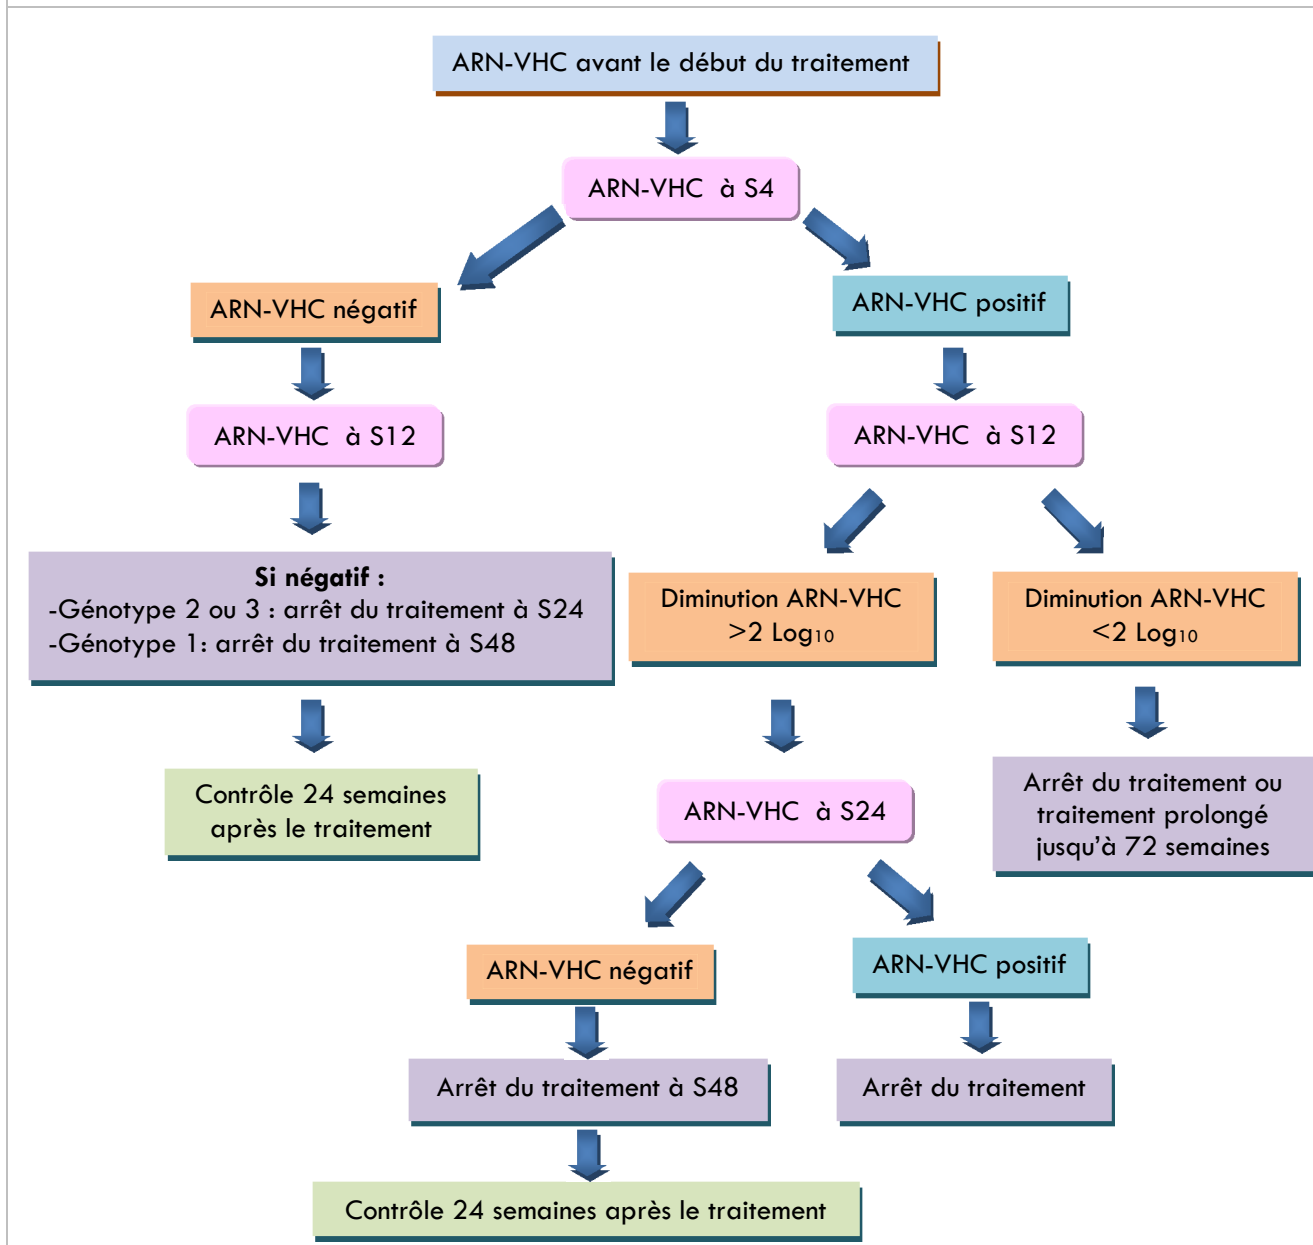 ARN-VHC avant le début du traitement
ARN-VHC à S4
ARN-VHC négatif
ARN-VHC positif
ARN-VHC à S12
ARN-VHC à S12
Si négatif :
-Génotype 2 ou 3 : arrêt du traitement à S24
-Génotype 1: arrêt du traitement à S48
Diminution ARN-VHC
>2 Log₁₀
Diminution ARN-VHC
<2 Log₁₀
Contrôle 24 semaines
après le traitement
ARN-VHC à S24
Arrêt du traitement ou
traitement prolongé
jusqu'à 72 semaines
ARN-VHC négatif
ARN-VHC positif
Arrêt du traitement à S48
Arrêt du traitement
Contrôle 24 semaines après le traitement